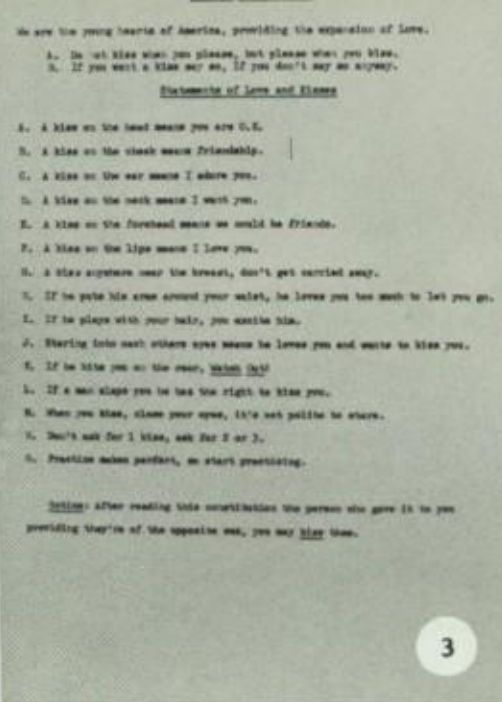 We are the young hearts of America, providing the expansion of Love.
A. Do not kiss when you please, but please when you kiss.
B. If you want a kiss say so, If you don't say so anyway.
Statements of Love and Kisses
A. A kiss on the hand means you are O.K.
B. A kiss on the cheek means friendship.
C. A kiss on the ear means I adore you.
D. A kiss on the neck means I want you.
E. A kiss on the forehead means we could be friends.
F. A kiss on the lips means I love you.
G. A kiss anywhere near the breast, don't get carried away.
H. If he puts his arms around your waist, he loves you too much to let you go.
I. If he plays with your hair, you excite him.
J. Staring into each others eyes means he loves you and wants to kiss you.
K. If he bites you on the Watch Out!
L. If a man slaps you he has the right to kiss you.
M. When you kiss, close your eyes, it's not polite to stare.
N. Don't ask for 1 kiss, ask for 2 or 3.
O. Practice makes perfect, so start practicing.
Notice: After reading this constitution the person who gave it to you
providing they're of the opposite sex, you may kiss them.
3